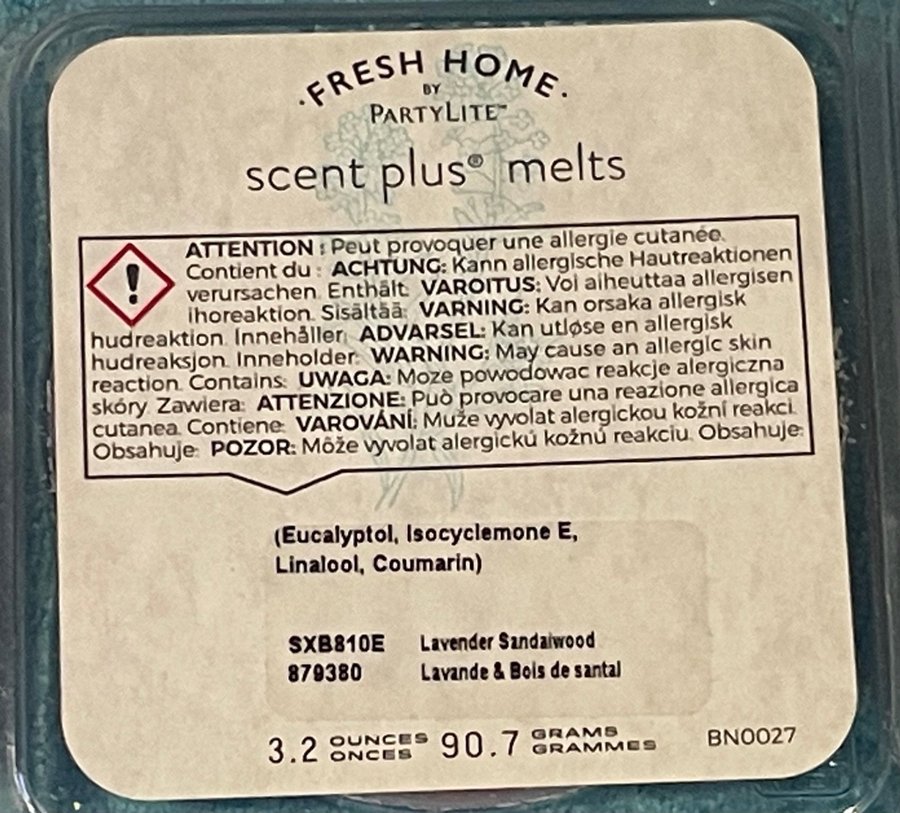 ·FRESH HOME·
BY
PARTYLITE™
scent plus® melts
ATTENTION : Peut provoquer une allergie cutanée.
Contient du : ACHTUNG: Kann allergische Hautreaktionen
verursachen. Enthält: VAROITUS: Voi aiheuttaa allergisen
ihoreaktion. Sisältää: VARNING: Kan orsaka allergisk
hudreaktion. Innehåller: ADVARSEL: Kan utløse en allergisk
hudreaksjon. Inneholder: WARNING: May cause an allergic skin
reaction. Contains: UWAGA: Moze powodowac reakcje alergiczna
skóry. Zawiera: ATTENZIONE: Può provocare una reazione allergica
cutanea. Contiene: VAROVÁNÍ: Muže vyvolat alergickou kožní reakci.
Obsahuje: POZOR: Môže vyvolat alergickú kožnú reakciu. Obsahuje:
(Eucalyptol, Isocyclemone E,
Linalool, Coumarin)
SXB810E Lavender Sandalwood
879380 Lavande & Bois de santal
3.2 OUNCES ONCES 90.7 GRAMS GRAMMES BN0027